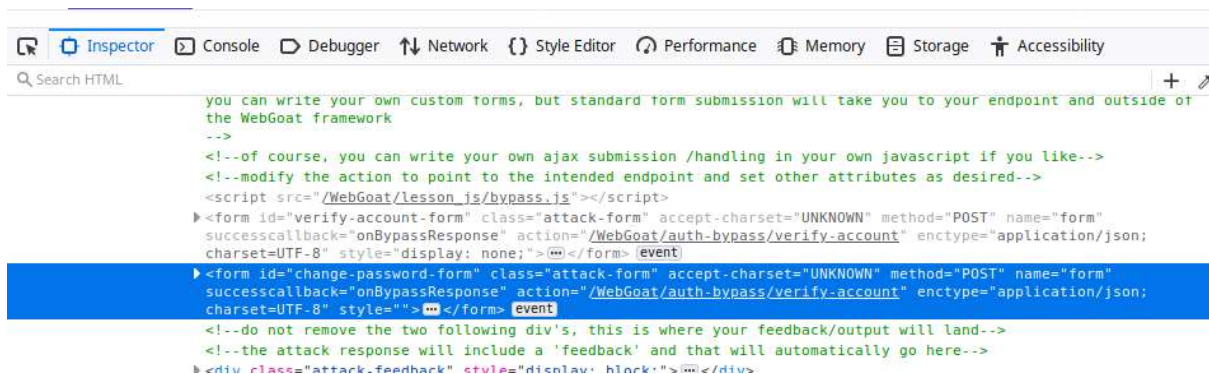 Inspector Console Debugger Network {} Style Editor Performance Memory Storage Accessibility
Search HTML +
you can write your own custom forms, but standard form submission will take you to your endpoint and outside of
the WebGoat framework
-->
<!--of course, you can write your own ajax submission /handling in your own javascript if you like-->
<!--modify the action to point to the intended endpoint and set other attributes as desired-->
<script src="/WebGoat/lesson_js/bypass.js"></script>
<form id="verify-account-form" class="attack-form" accept-charset="UNKNOWN" method="POST" name="form"
successcallback="onBypassResponse" action="/WebGoat/auth-bypass/verify-account" enctype="application/json;
charset=UTF-8" style="display: none;">⋯</form> event
<form id="change-password-form" class="attack-form" accept-charset="UNKNOWN" method="POST" name="form"
successcallback="onBypassResponse" action="/WebGoat/auth-bypass/verify-account" enctype="application/json;
charset=UTF-8" style="">⋯</form> event
<!--do not remove the two following div's, this is where your feedback/output will land-->
<!--the attack response will include a 'feedback' and that will automatically go here-->
<div class="attack-feedback" style="display: block;">⋯</div>